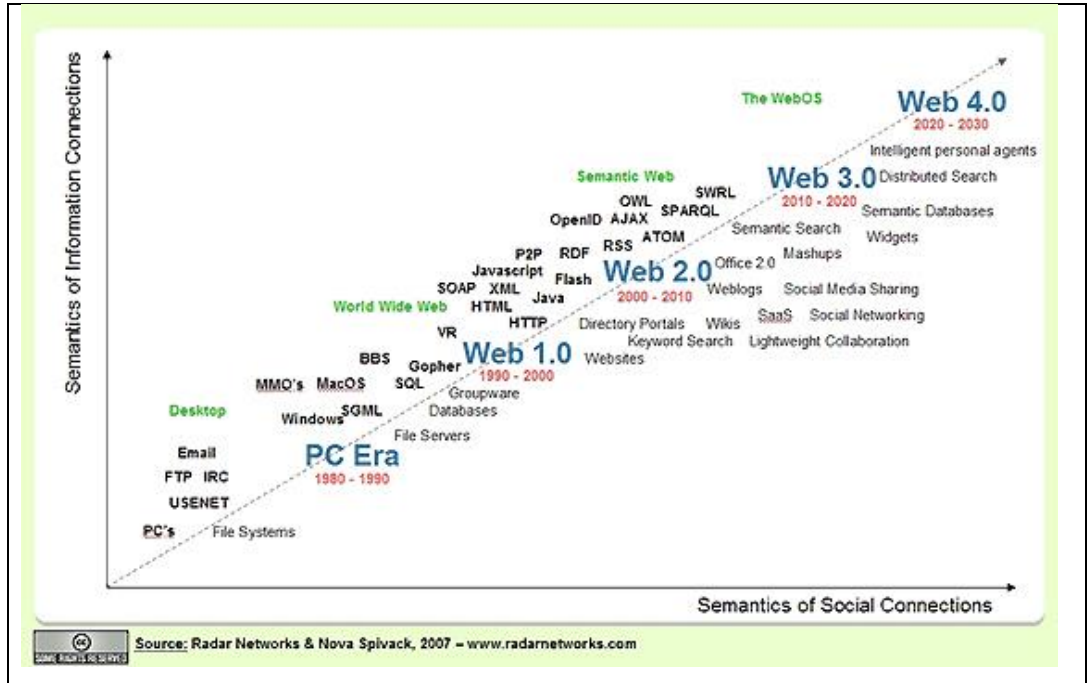 Semantics of Information Connections
The WebOS
Web 4.0
2020 - 2030
Intelligent personal agents
Semantic Web
Web 3.0
Distributed Search
2010 - 2020
SWRL
OWL
SPARQL
Semantic Databases
OpenID
AJAX
Semantic Search
Widgets
ATOM
RSS
P2P
RDF
Mashups
Office 2.0
Javascript
Web 2.0
Flash
2000 - 2010
SOAP
XML
Weblogs
Social Media Sharing
Java
World Wide Web
HTML
SaaS
Social Networking
HTTP
Directory Portals
Wikis
VR
Keyword Search
Lightweight Collaboration
Web 1.0
Websites
1990 - 2000
BBS
Gopher
MMO's
MacOS
SQL
Groupware
Desktop
Windows
SGML
Databases
File Servers
PC Era
1980 - 1990
Email
FTP
IRC
USENET
PC's
File Systems
Semantics of Social Connections
cc
SOME RIGHTS RESERVED
Source: Radar Networks & Nova Spivack, 2007 – www.radarnetworks.com